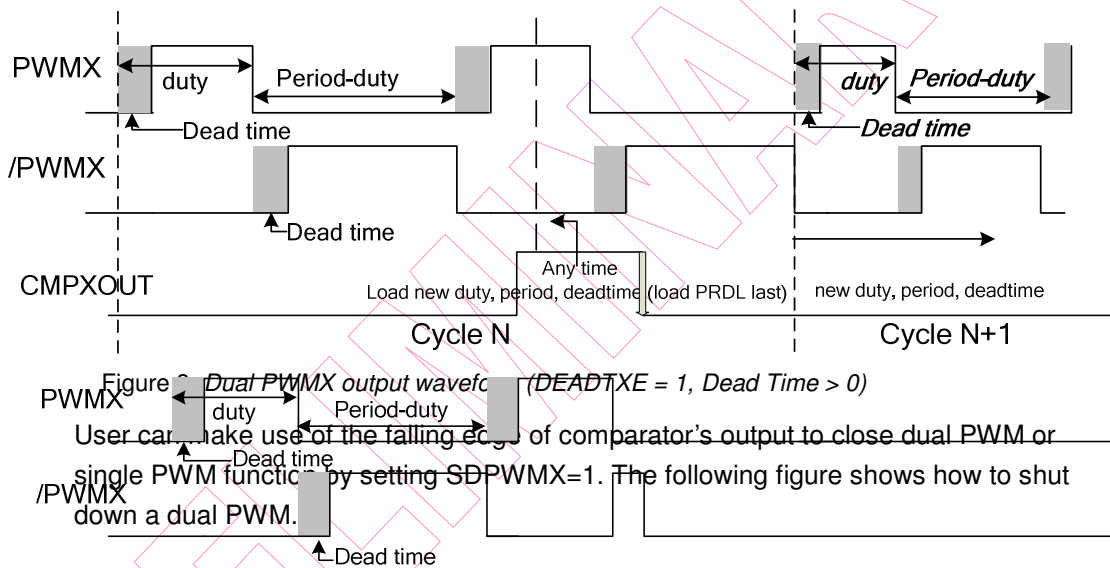 PWMX
duty
Period-duty
duty
Period-duty
Dead time
Dead time
/PWMX
Dead time
CMPXOUT
Any time
Load new duty, period, deadtime (load PRDL last)
new duty, period, deadtime
Cycle N
Cycle N+1
Figure Dual PWMX output (DEADTXE = 1, Dead Time > 0)
PWMX
duty
Period-duty
User can make use of the falling edge of comparator's output to close dual PWM or
Dead time
single PWM function by setting SDPWMX=1. The following figure shows how to shut
/PWMX
down a dual PWM.
Dead time